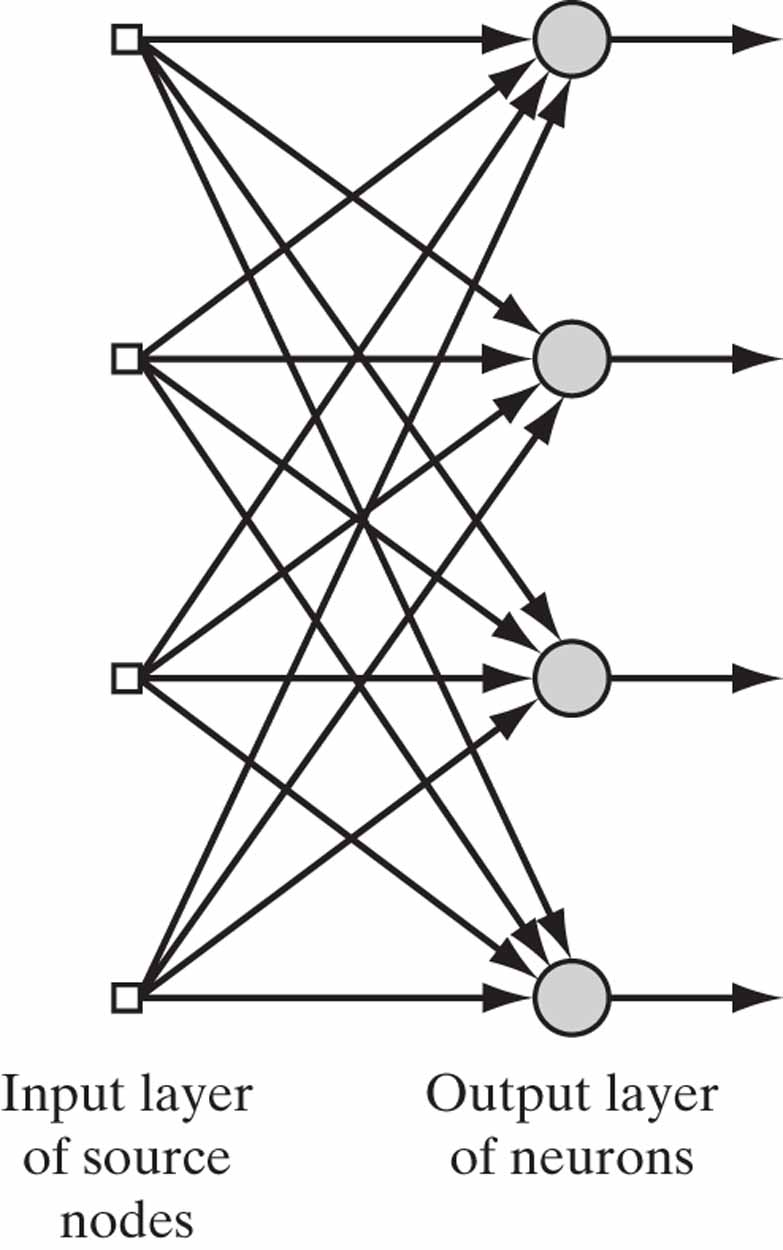 Input layer
of source
nodes
Output layer
of neurons